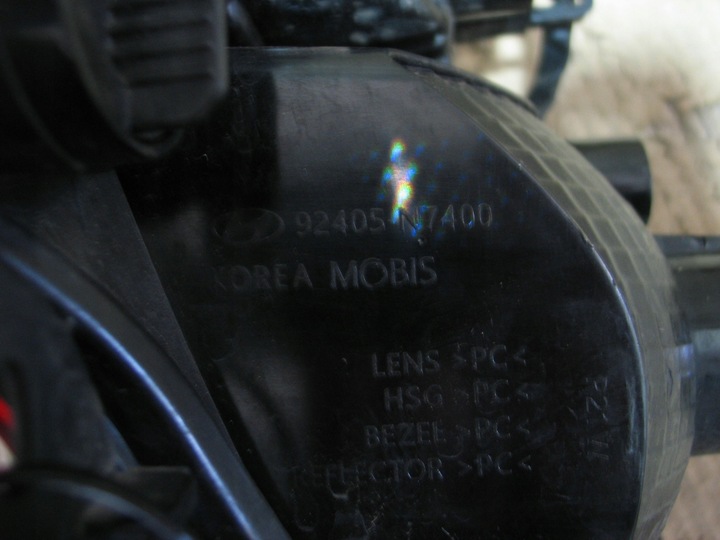 92405-N7400
KOREA MOBIS
LENS >PC<
HSG >PC<
BEZEL >PC<
REFLECTOR >PC<